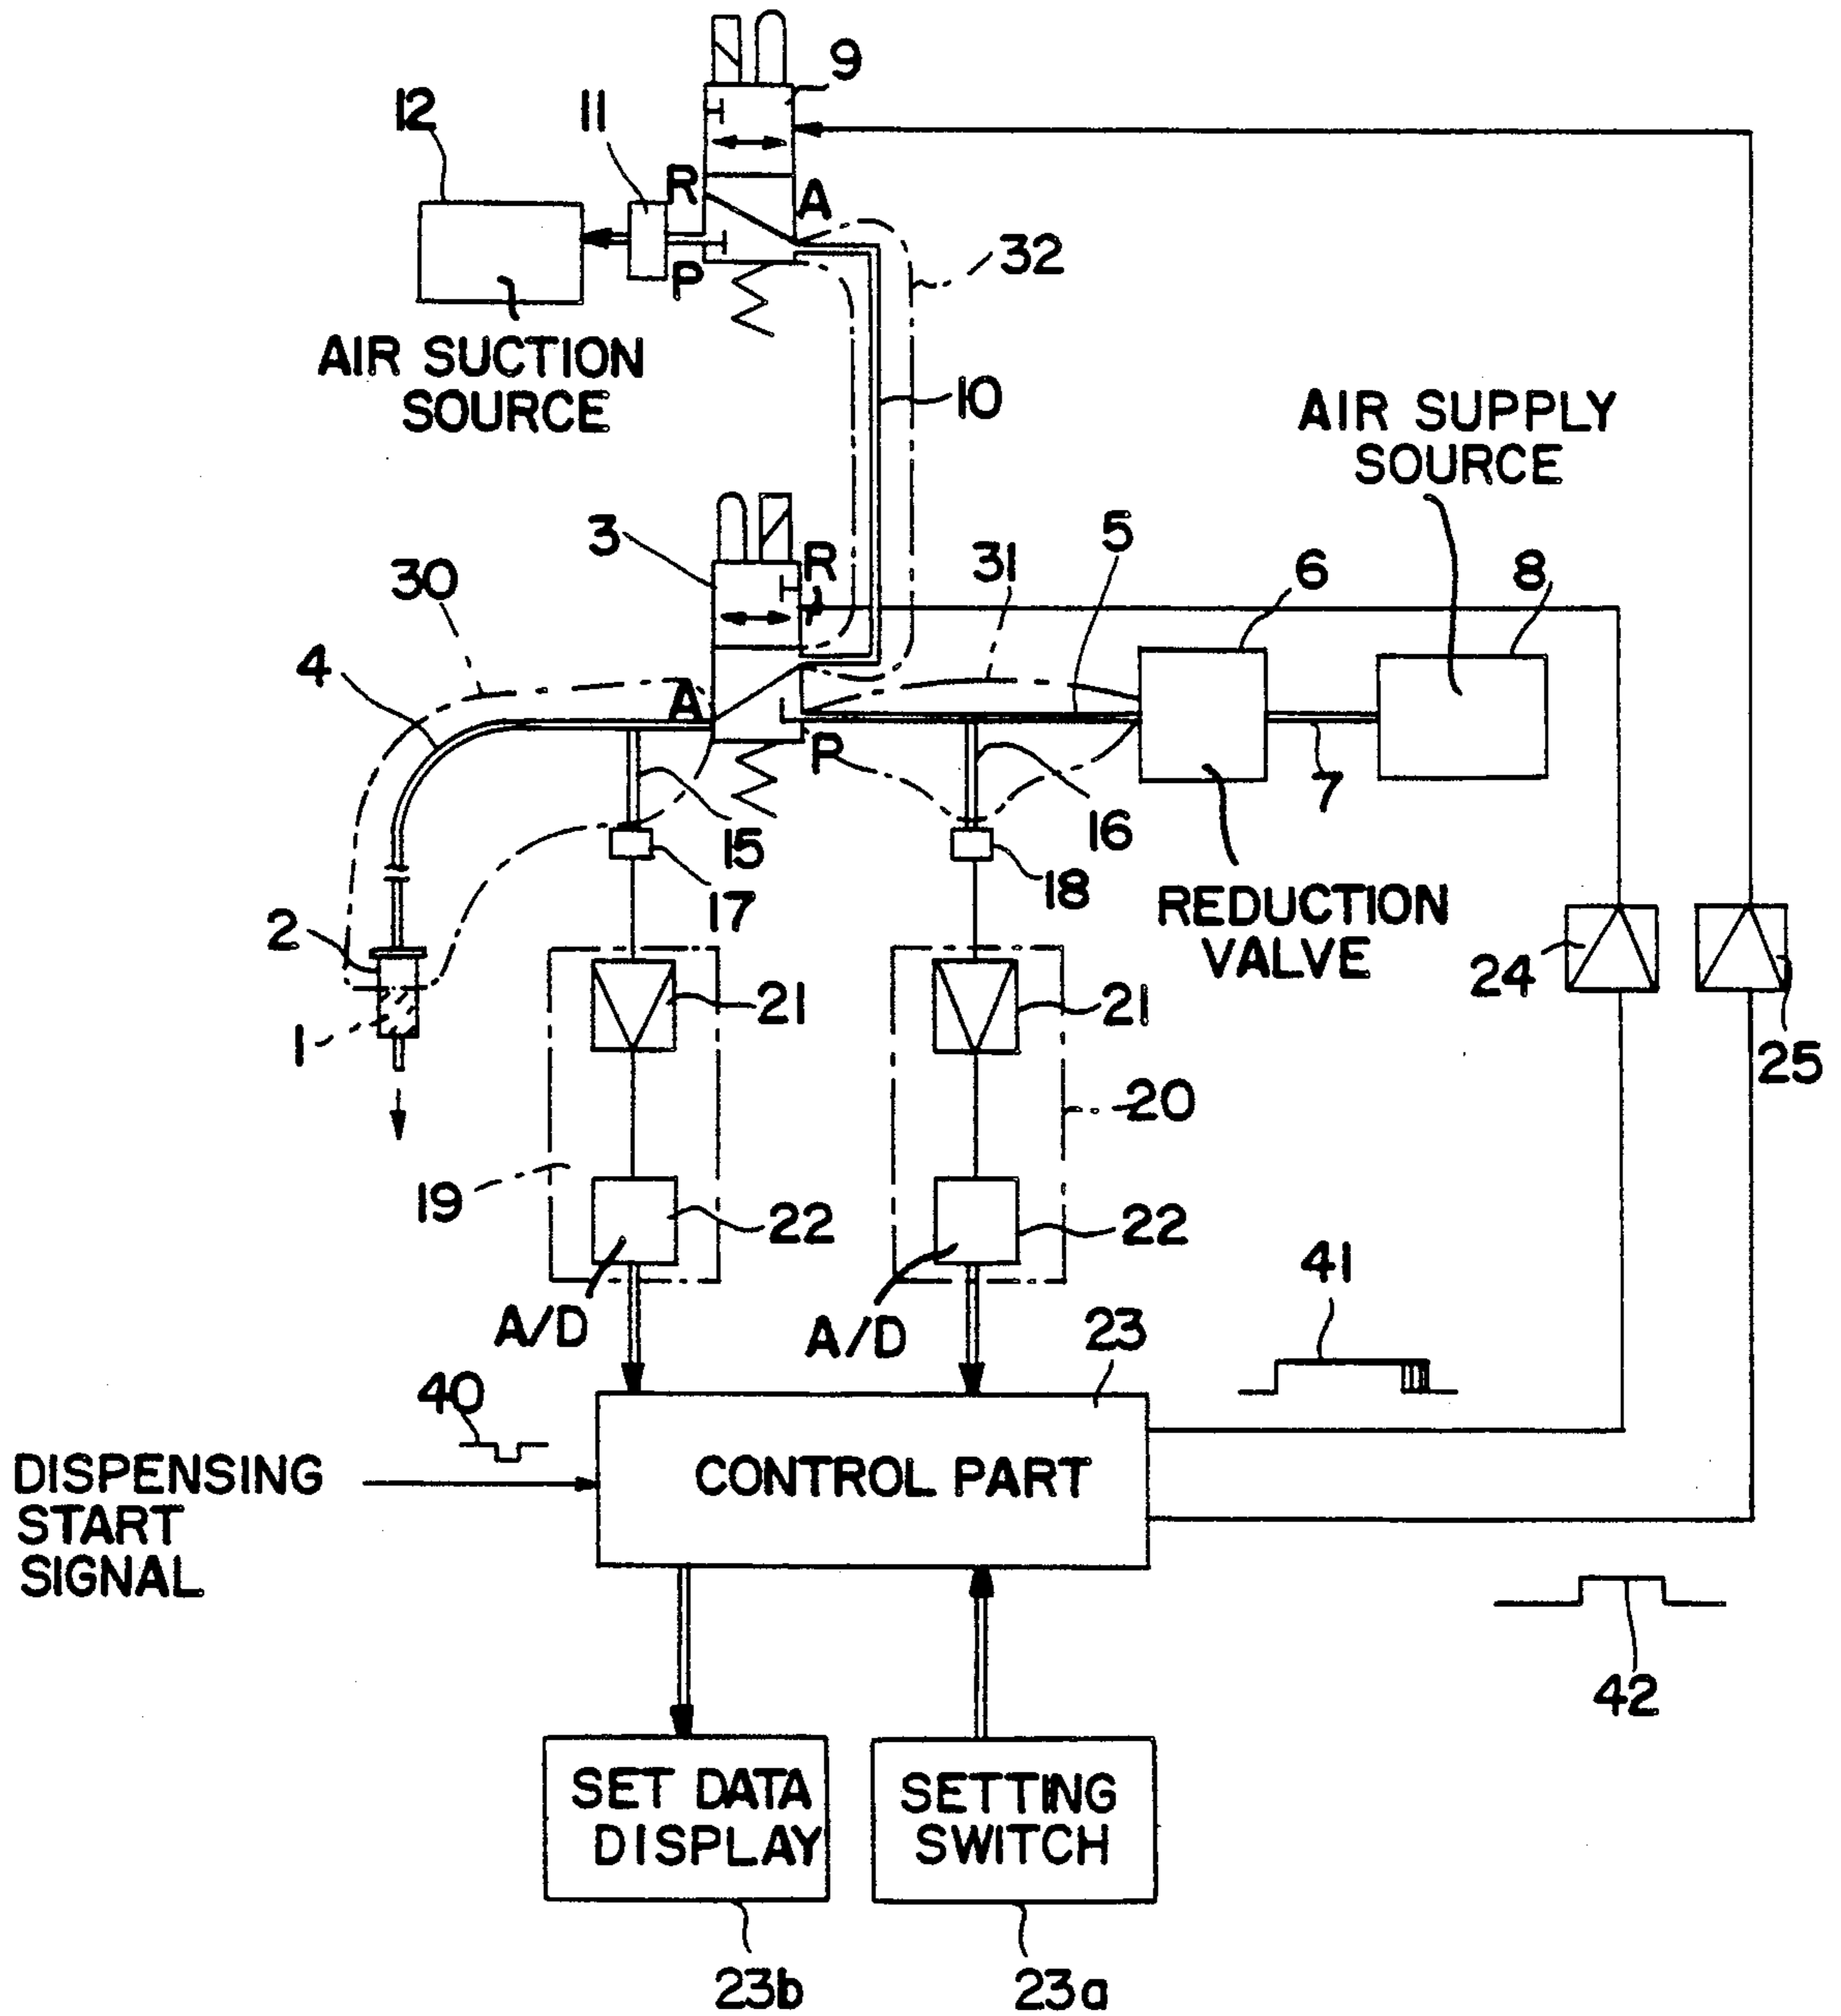 9
12
11
R
A
32
P
AIR SUCTION
SOURCE
10
AIR SUPPLY
SOURCE
3
R
5
31
6
8
30
4
A
P
7
15
16
17
18
REDUCTION
VALVE
2
1
21
21
24
25
20
19
22
22
A/D
A/D
41
23
40
DISPENSING
START
SIGNAL
CONTROL PART
42
SET DATA
DISPLAY
SETTING
SWITCH
23b
23a